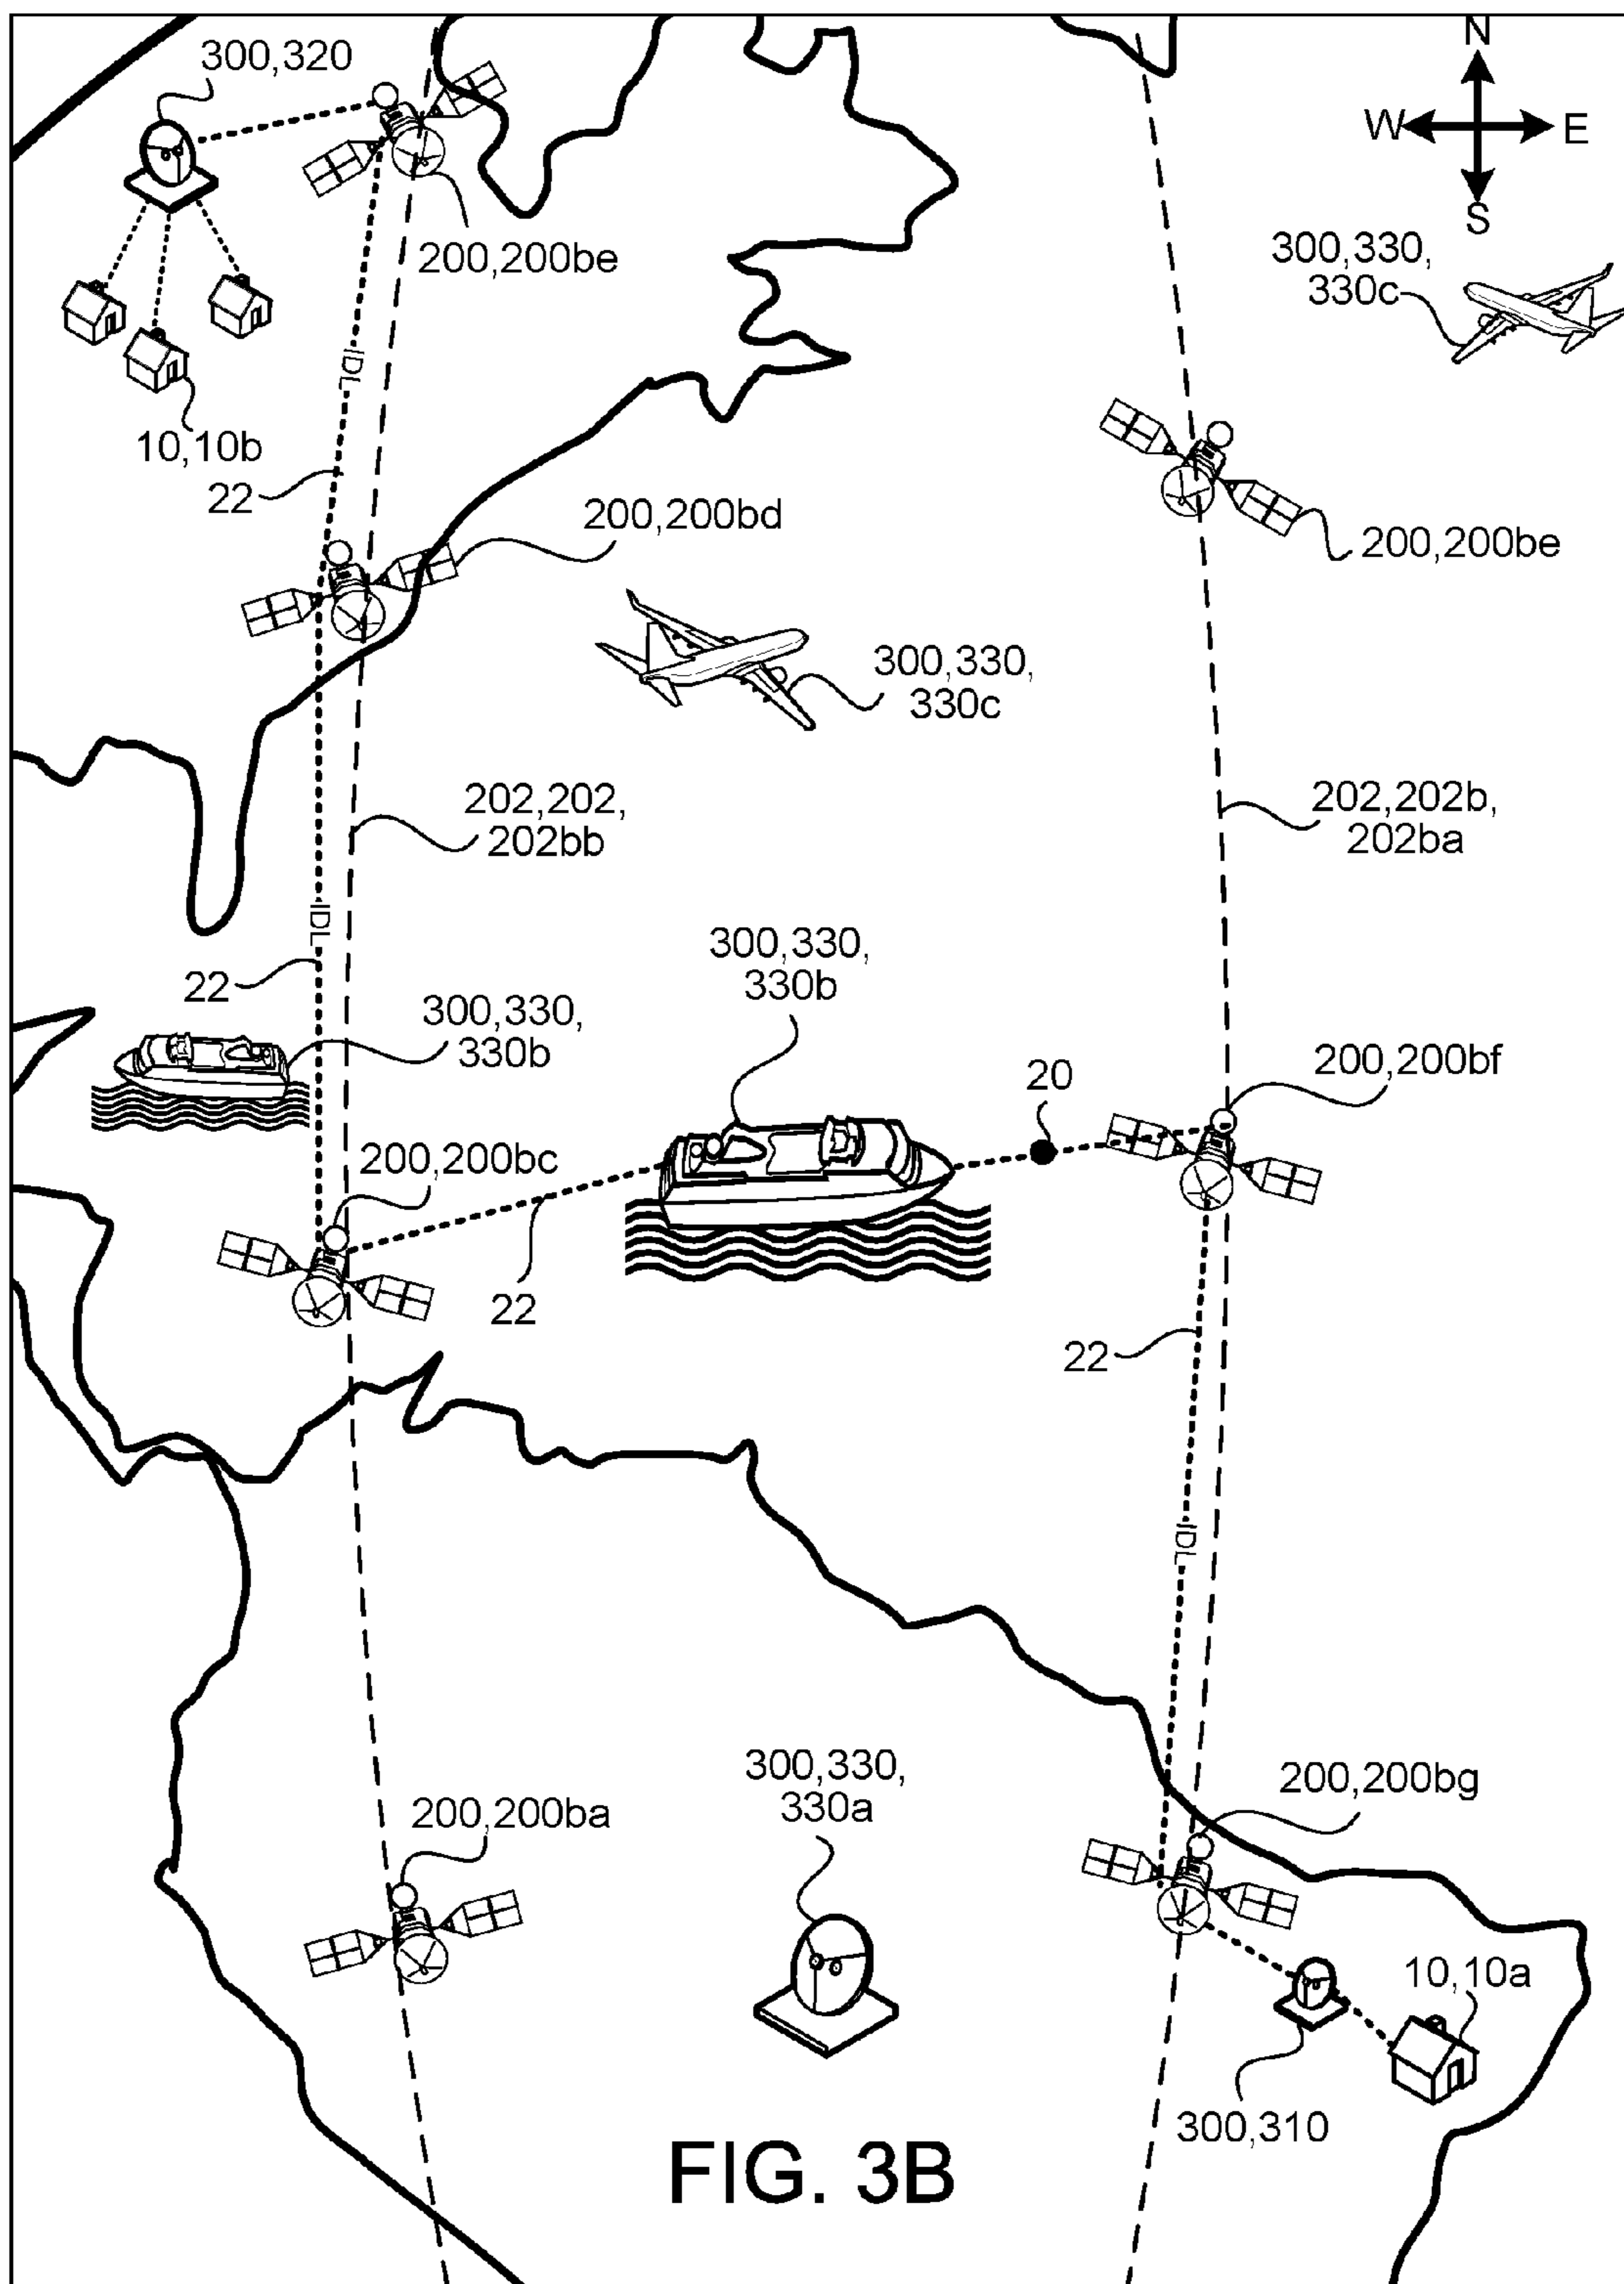 N
300,320
W
E
S
300,330,
330c
200,200be
IDL
10,10b
22
200,200bd
200,200be
300,330,
330c
202,202,
202bb
202,202b,
202ba
IDL
22
300,330,
330b
300,330,
330b
20
200,200bf
200,200bc
22
22
IDL
300,330,
330a
200,200bg
200,200ba
10,10a
300,310
FIG. 3B